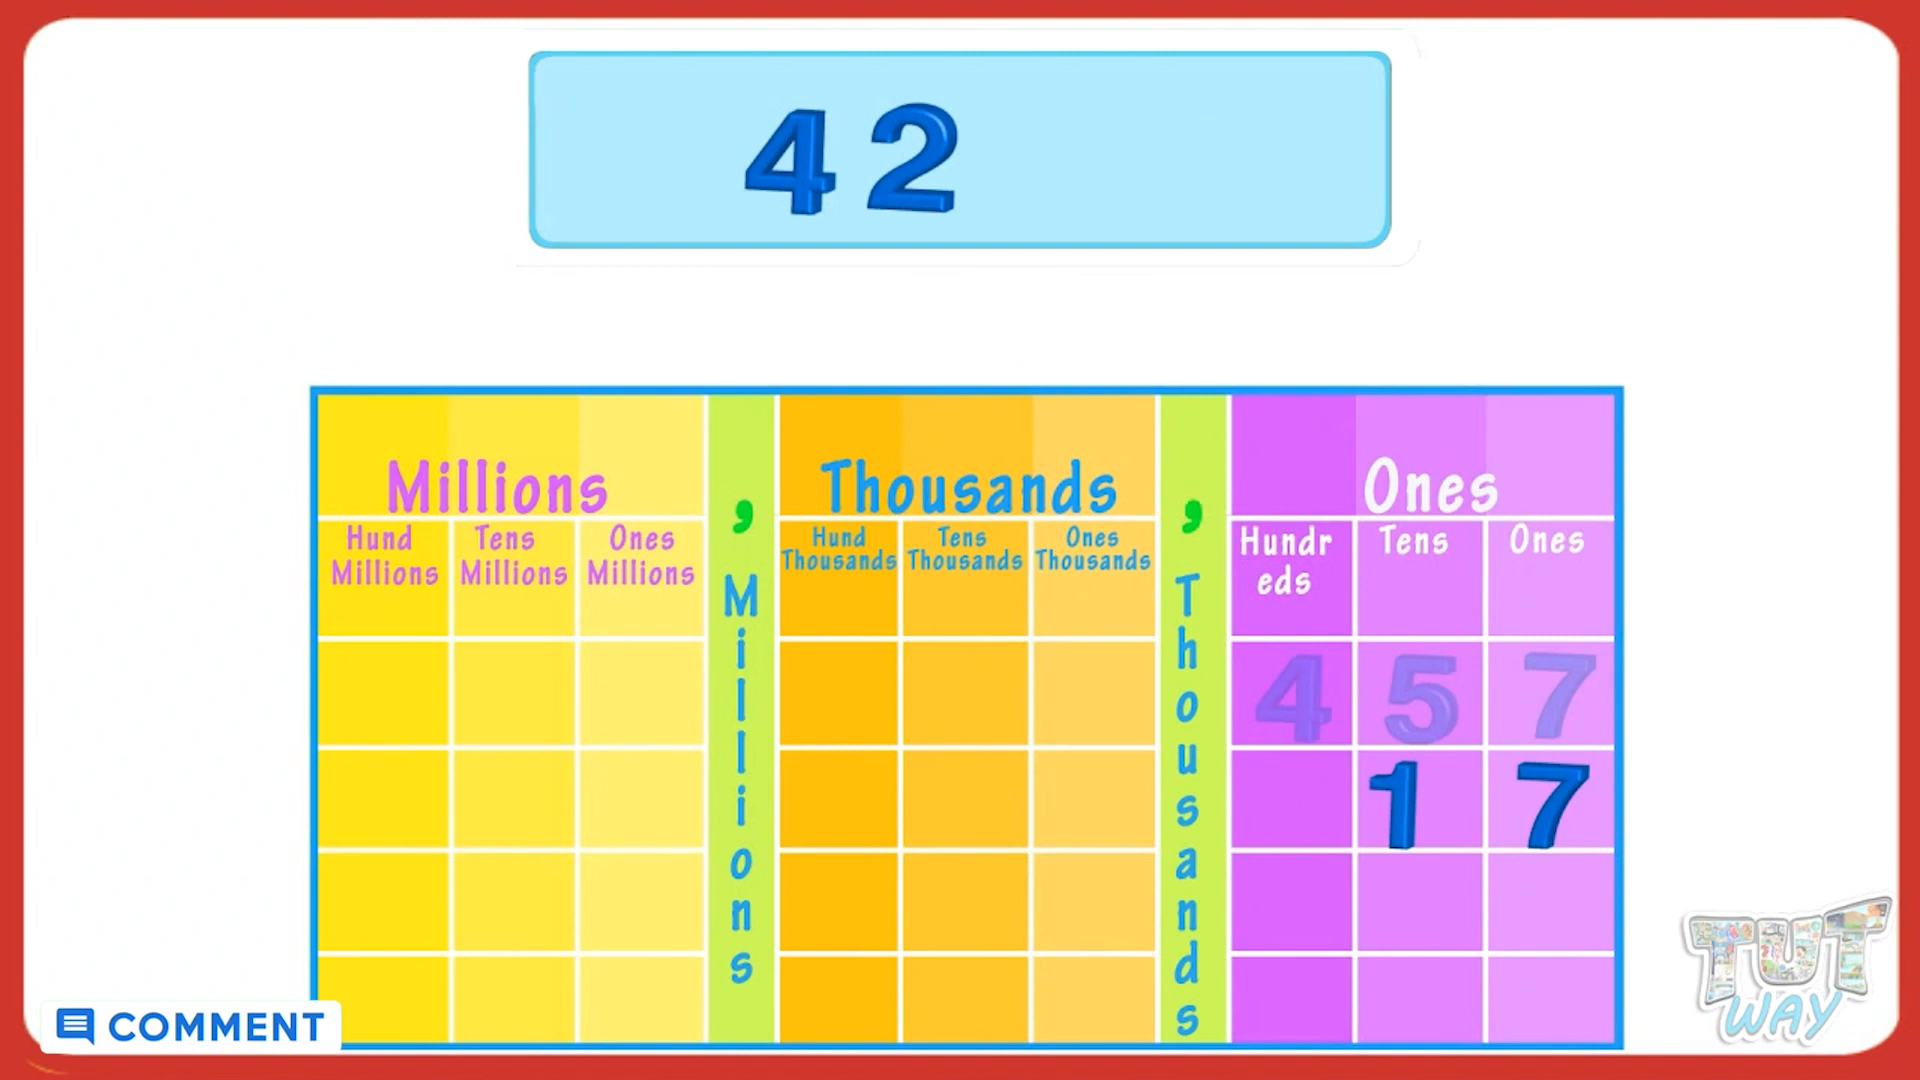 42
Millions , Thousands , Ones
Hund Millions Tens Millions Ones Millions Millions Hund Thousands Tens Thousands Ones Thousands Thousands Hundr eds Tens Ones
4 5 7
1 7
COMMENT
TUT WAY